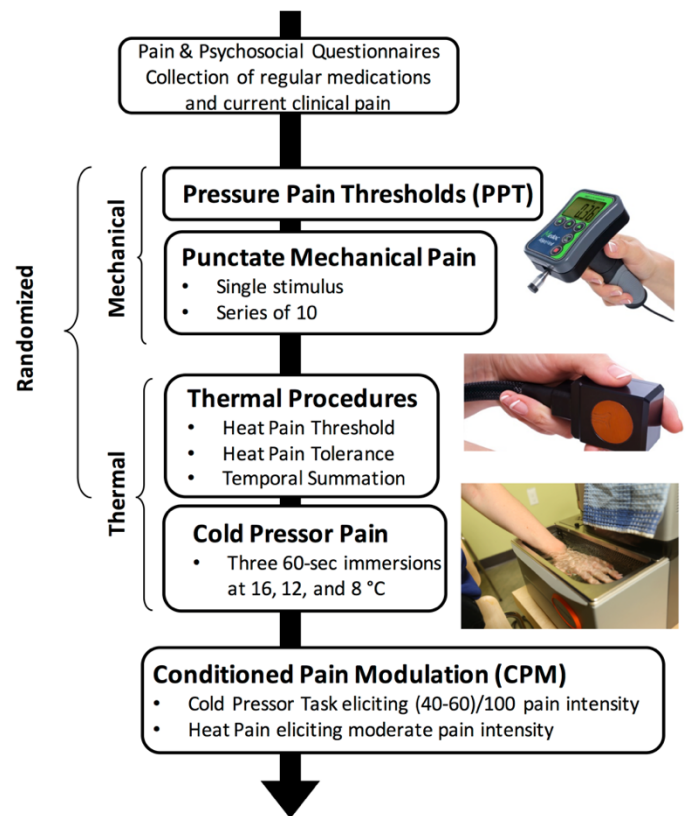 Pain & Psychosocial Questionnaires
Collection of regular medications
and current clinical pain
Randomized
Mechanical
Pressure Pain Thresholds (PPT)
Punctate Mechanical Pain
• Single stimulus
• Series of 10
Thermal
Thermal Procedures
• Heat Pain Threshold
• Heat Pain Tolerance
• Temporal Summation
Cold Pressor Pain
• Three 60-sec immersions
at 16, 12, and 8 °C
Conditioned Pain Modulation (CPM)
• Cold Pressor Task eliciting (40-60)/100 pain intensity
• Heat Pain eliciting moderate pain intensity